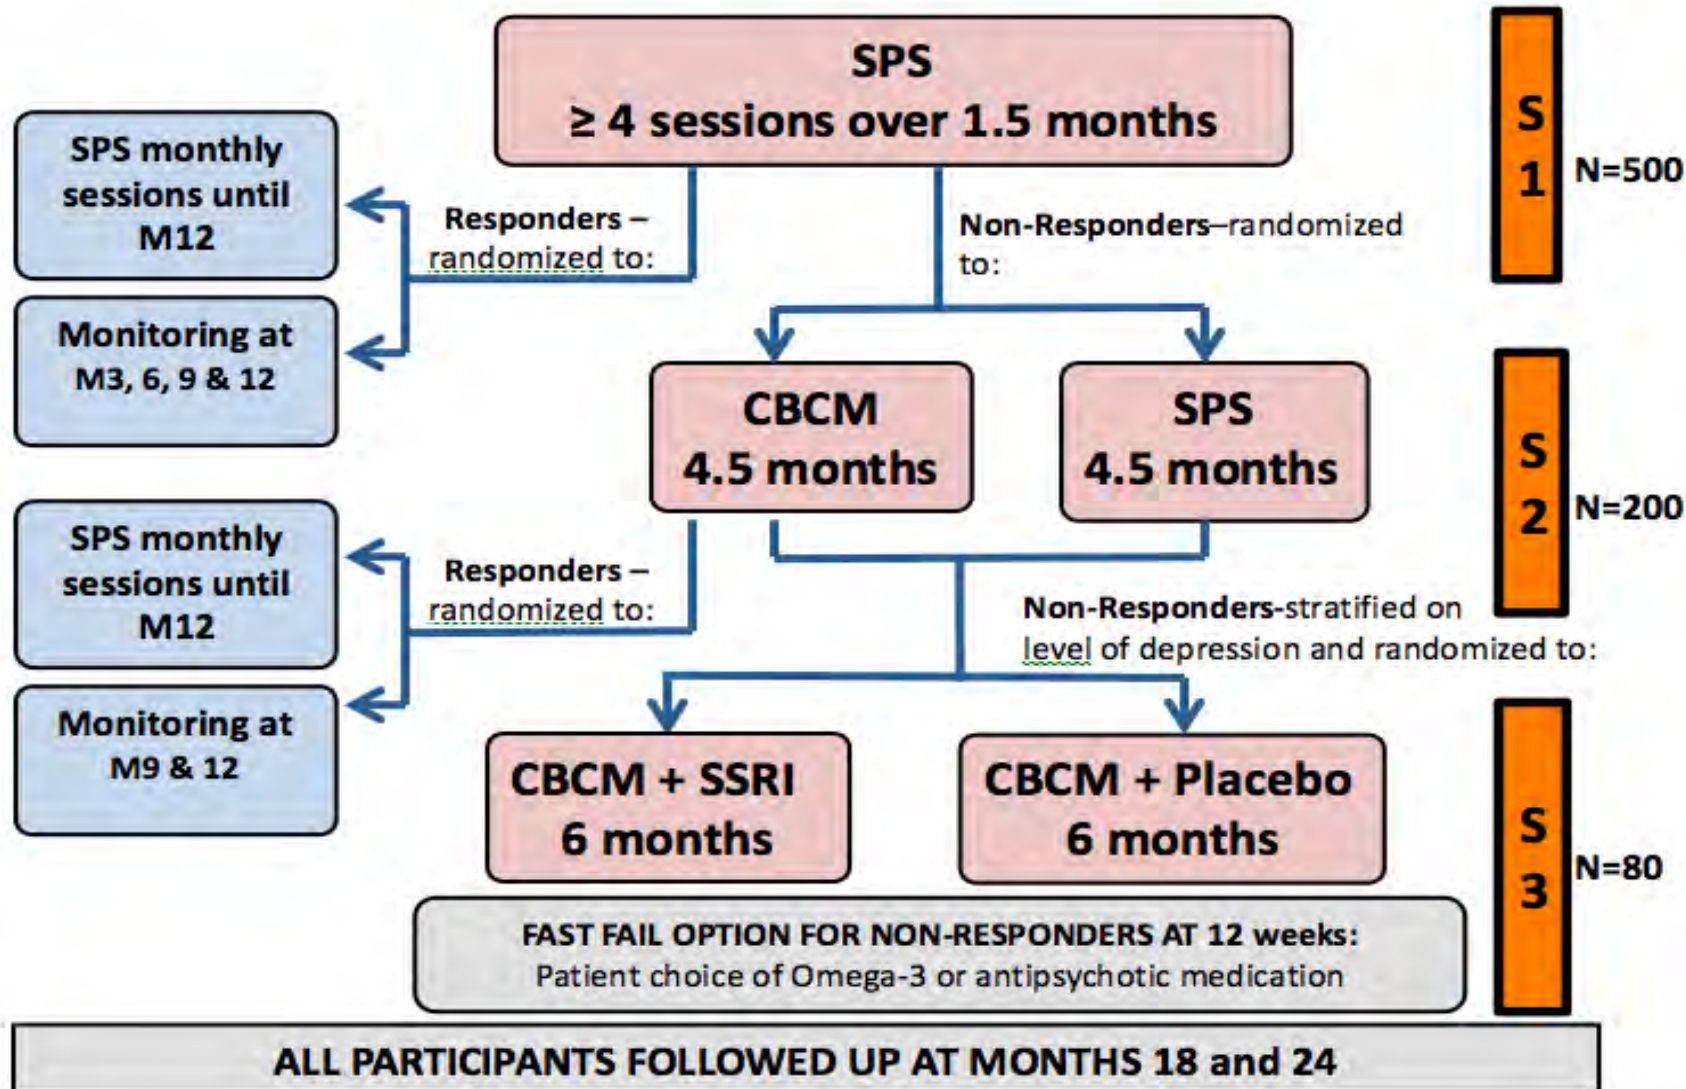 SPS
≥ 4 sessions over 1.5 months
S
1
N=500
SPS monthly
sessions until
M12
Responders –
randomized to:
Non-Responders–randomized
to:
Monitoring at
M3, 6, 9 & 12
CBCM
4.5 months
SPS
4.5 months
S
2
N=200
SPS monthly
sessions until
M12
Responders –
randomized to:
Non-Responders-stratified on
level of depression and randomized to:
Monitoring at
M9 & 12
CBCM + SSRI
6 months
CBCM + Placebo
6 months
S
3
N=80
FAST FAIL OPTION FOR NON-RESPONDERS AT 12 weeks:
Patient choice of Omega-3 or antipsychotic medication
ALL PARTICIPANTS FOLLOWED UP AT MONTHS 18 and 24